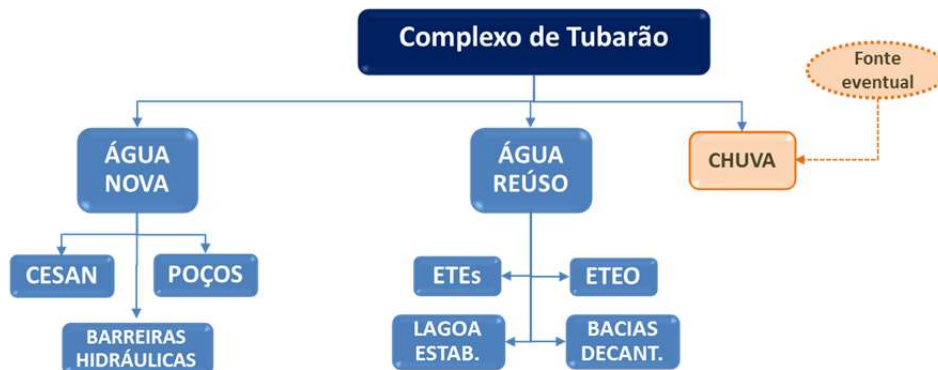 Complexo de Tubarão
Fonte
eventual
ÁGUA
NOVA
ÁGUA
REÚSO
CHUVA
CESAN
POÇOS
BARREIRAS
HIDRÁULICAS
ETEs
ETEO
LAGOA
ESTAB.
BACIAS
DECANT.